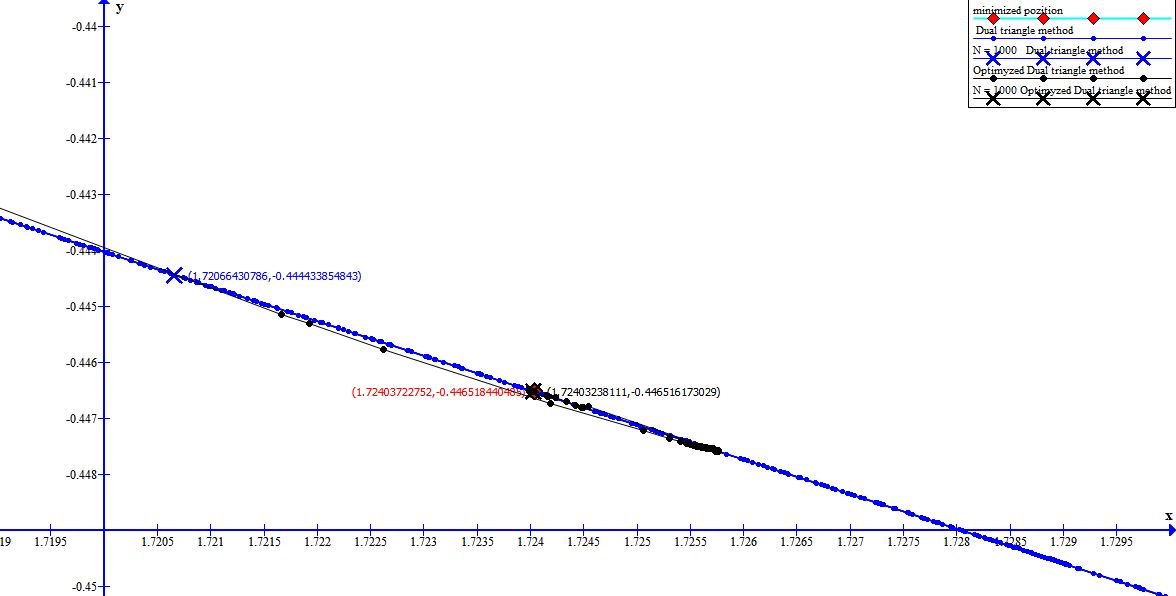 y
minimized pozition
Dual triangle method
N = 1000 Dual triangle method
Optimyzed Dual triangle method
N = 1000 Optimyzed Dual triangle method
-0.44
-0.441
-0.442
-0.443
-0.444
(1.72066430786,-0.444433854843)
-0.445
-0.446
(1.72403722752,-0.446518440485)
(1.72403238111,-0.446516173029)
-0.447
-0.448
x
19 1.7195 1.7205 1.721 1.7215 1.722 1.7225 1.723 1.7235 1.724 1.7245 1.725 1.7255 1.726 1.7265 1.727 1.7275 1.728 1.7285 1.729 1.7295
-0.45